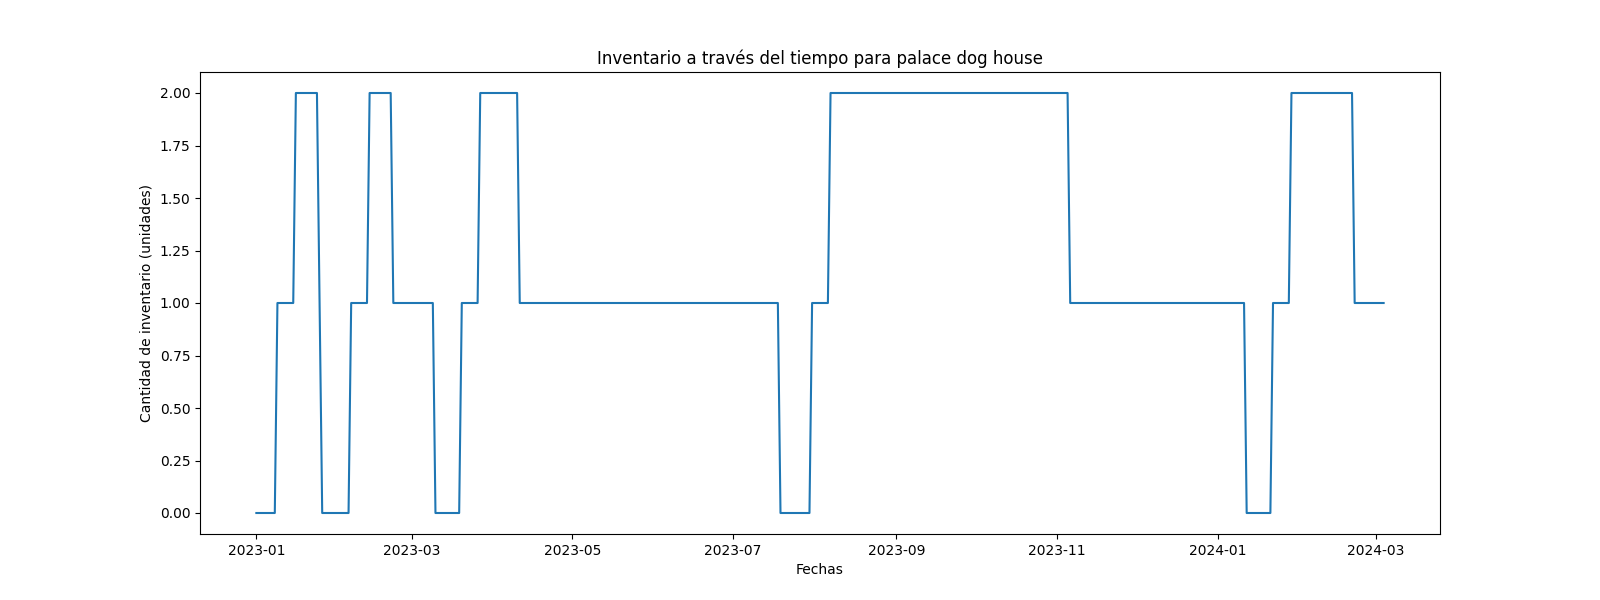 Inventario a través del tiempo para palace dog house
Cantidad de inventario (unidades)
2.00
1.75
1.50
1.25
1.00
0.75
0.50
0.25
0.00
2023-01 2023-03 2023-05 2023-07 2023-09 2023-11 2024-01 2024-03
Fechas